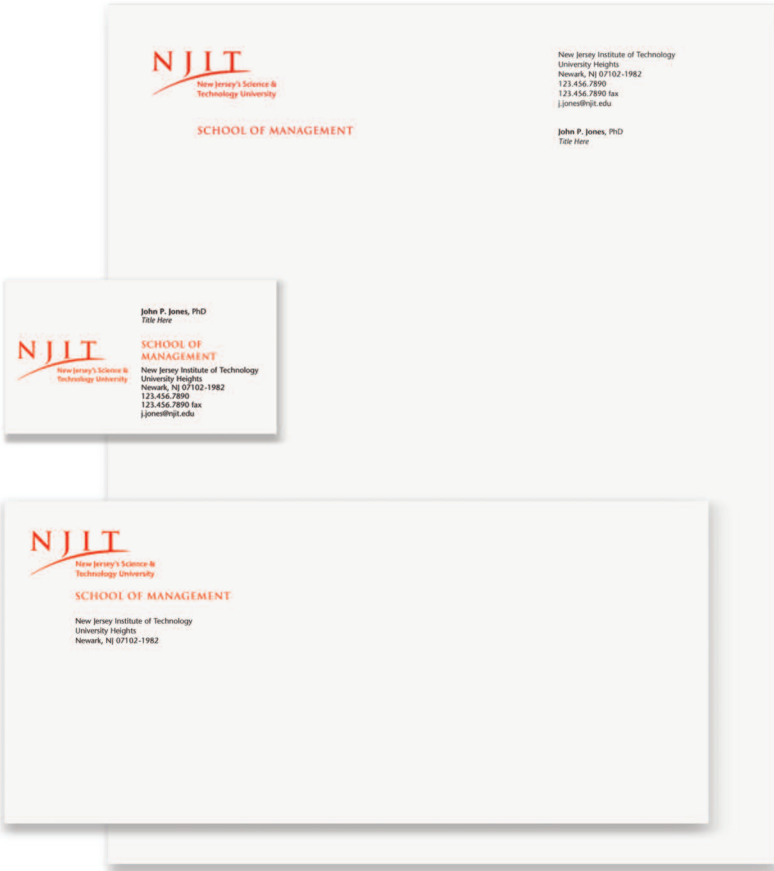 NJIT
New Jersey's Science &
Technology University
SCHOOL OF MANAGEMENT
New Jersey Institute of Technology
University Heights
Newark, NJ 07102-1982
123.456.7890
123.456.7890 fax
j.jones@njit.edu
John P. Jones, PhD
Title Here
John P. Jones, PhD
Title Here
NJIT
New Jersey's Science &
Technology University
SCHOOL OF
MANAGEMENT
New Jersey Institute of Technology
University Heights
Newark, NJ 07102-1982
123.456.7890
123.456.7890 fax
j.jones@njit.edu
NJIT
New Jersey's Science &
Technology University
SCHOOL OF MANAGEMENT
New Jersey Institute of Technology
University Heights
Newark, NJ 07102-1982